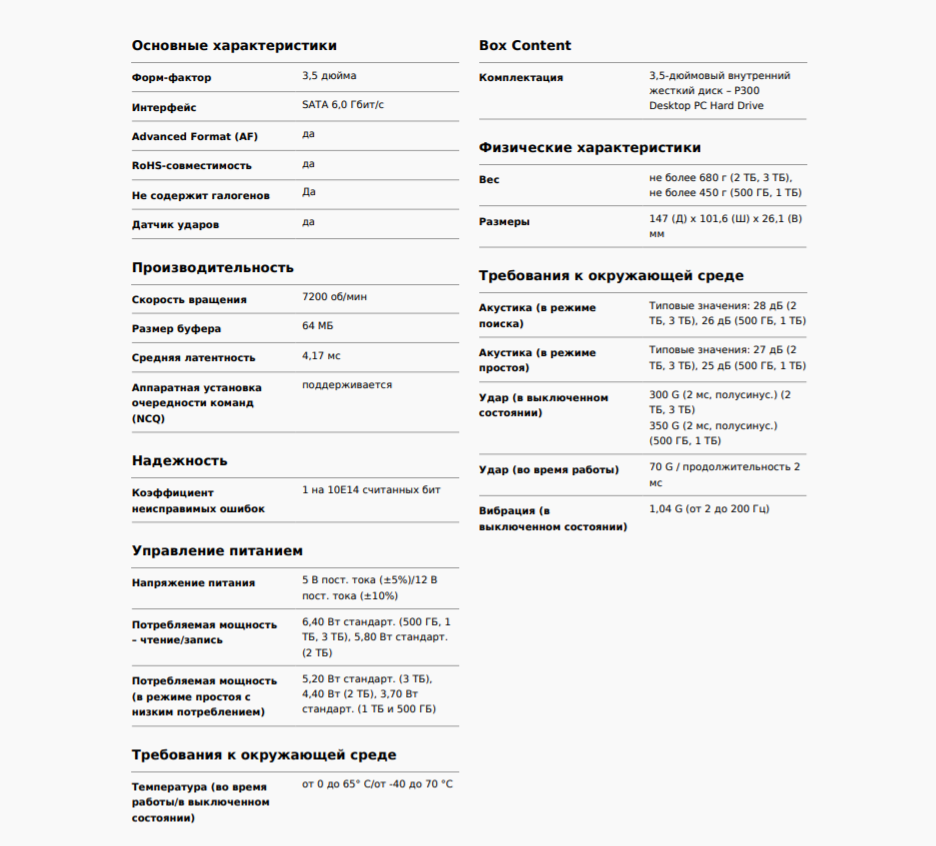 Основные характеристики
Форм-фактор
3,5 дюйма
Интерфейс
SATA 6,0 Гбит/с
Advanced Format (AF)
да
RoHS-совместимость
да
Не содержит галогенов
Да
Датчик ударов
да
Производительность
Скорость вращения
7200 об/мин
Размер буфера
64 МБ
Средняя латентность
4,17 мс
Аппаратная установка
очередности команд
(NCQ)
поддерживается
Надежность
Коэффициент
неисправимых ошибок
1 на 10E14 считанных бит
Управление питанием
Напряжение питания
5 В пост. тока (±5%)/12 В
пост. тока (±10%)
Потребляемая мощность
– чтение/запись
6,40 Вт стандарт. (500 ГБ, 1
ТБ, 3 ТБ), 5,80 Вт стандарт.
(2 ТБ)
Потребляемая мощность
(в режиме простоя с
низким потреблением)
5,20 Вт стандарт. (3 ТБ),
4,40 Вт (2 ТБ), 3,70 Вт
стандарт. (1 ТБ и 500 ГБ)
Требования к окружающей среде
Температура (во время
работы/в выключенном
состоянии)
от 0 до 65° C/от -40 до 70 °C
Box Content
Комплектация
3,5-дюймовый внутренний
жесткий диск – P300
Desktop PC Hard Drive
Физические характеристики
Вес
не более 680 г (2 ТБ, 3 ТБ),
не более 450 г (500 ГБ, 1 ТБ)
Размеры
147 (Д) x 101,6 (Ш) x 26,1 (В)
мм
Требования к окружающей среде
Акустика (в режиме
поиска)
Типовые значения: 28 дБ (2
ТБ, 3 ТБ), 26 дБ (500 ГБ, 1 ТБ)
Акустика (в режиме
простоя)
Типовые значения: 27 дБ (2
ТБ, 3 ТБ), 25 дБ (500 ГБ, 1 ТБ)
Удар (в выключенном
состоянии)
300 G (2 мс, полусинус.) (2
ТБ, 3 ТБ)
350 G (2 мс, полусинус.)
(500 ГБ, 1 ТБ)
Удар (во время работы)
70 G / продолжительность 2
мс
Вибрация (в
выключенном состоянии)
1,04 G (от 2 до 200 Гц)